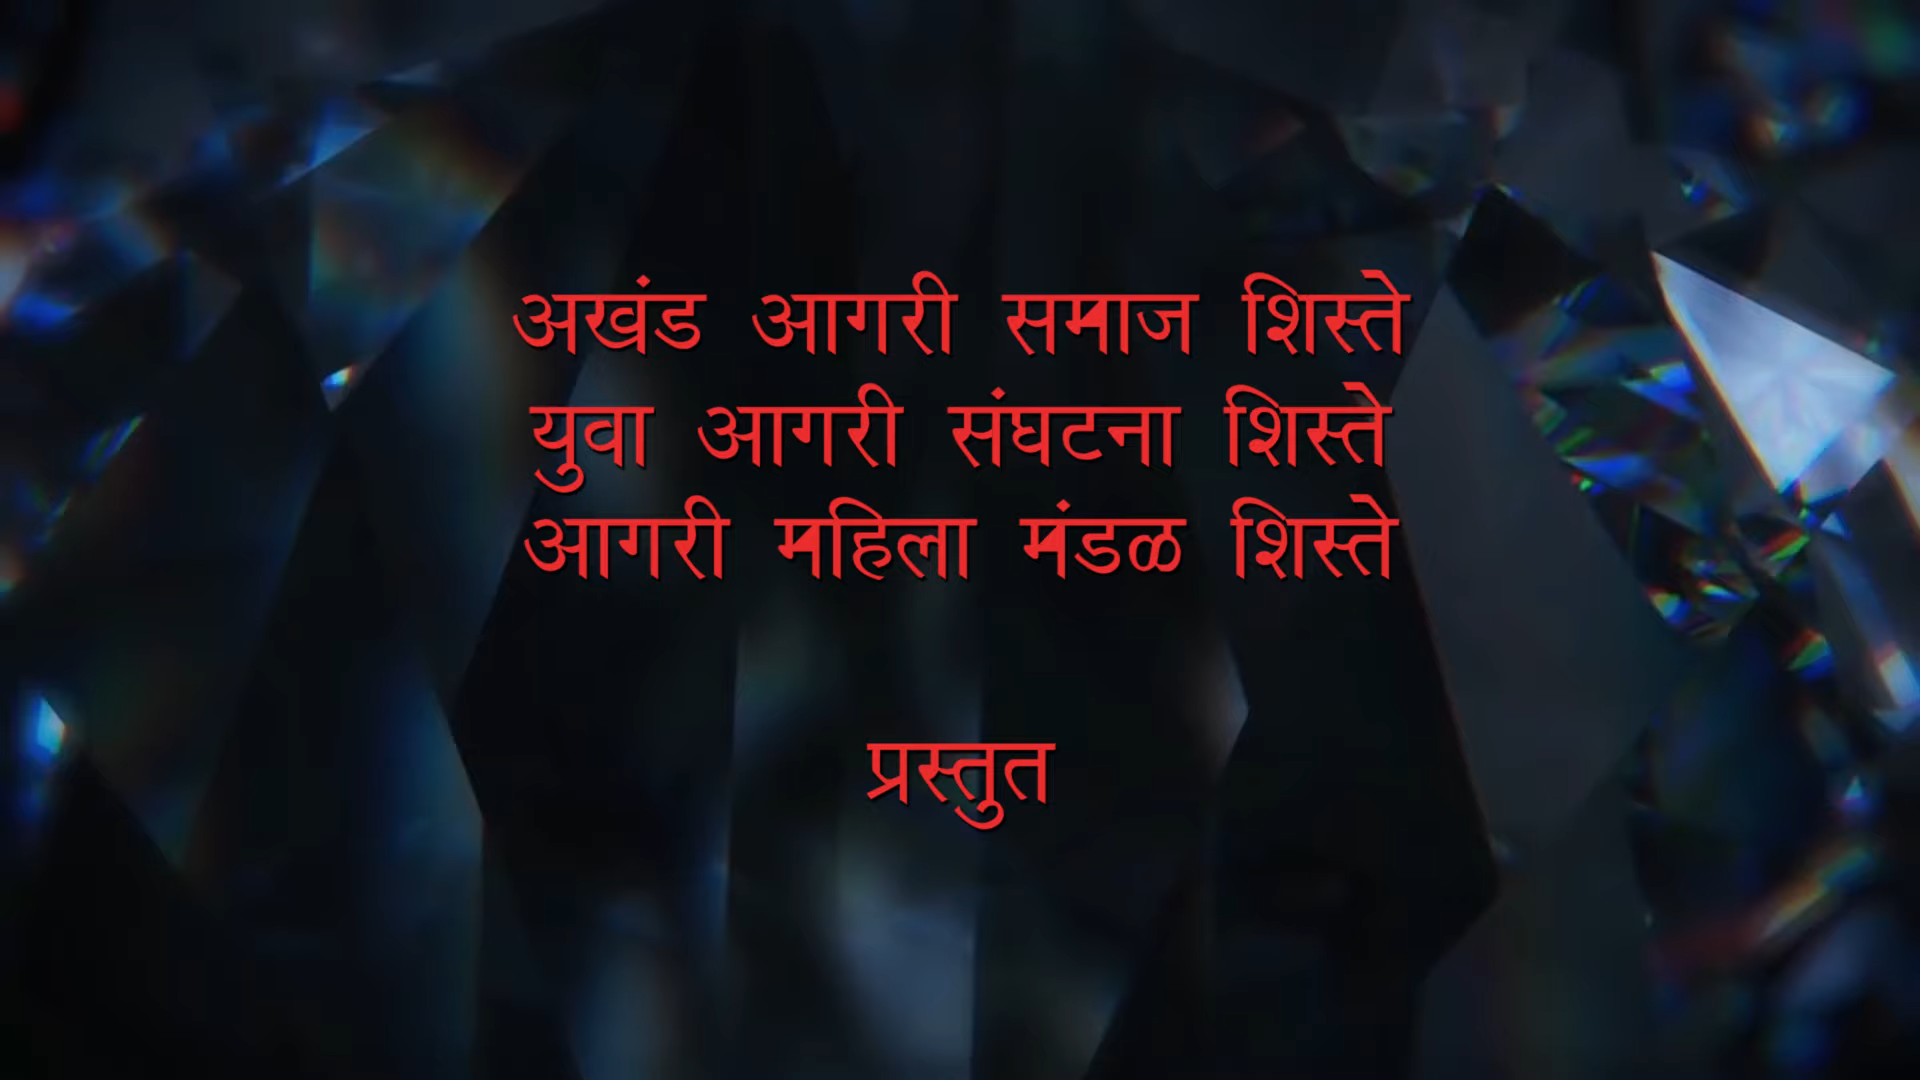 अखंड आगरी समाज शिस्ते
युवा आगरी संघटना शिस्ते
आगरी महिला मंडळ शिस्ते
प्रस्तुत